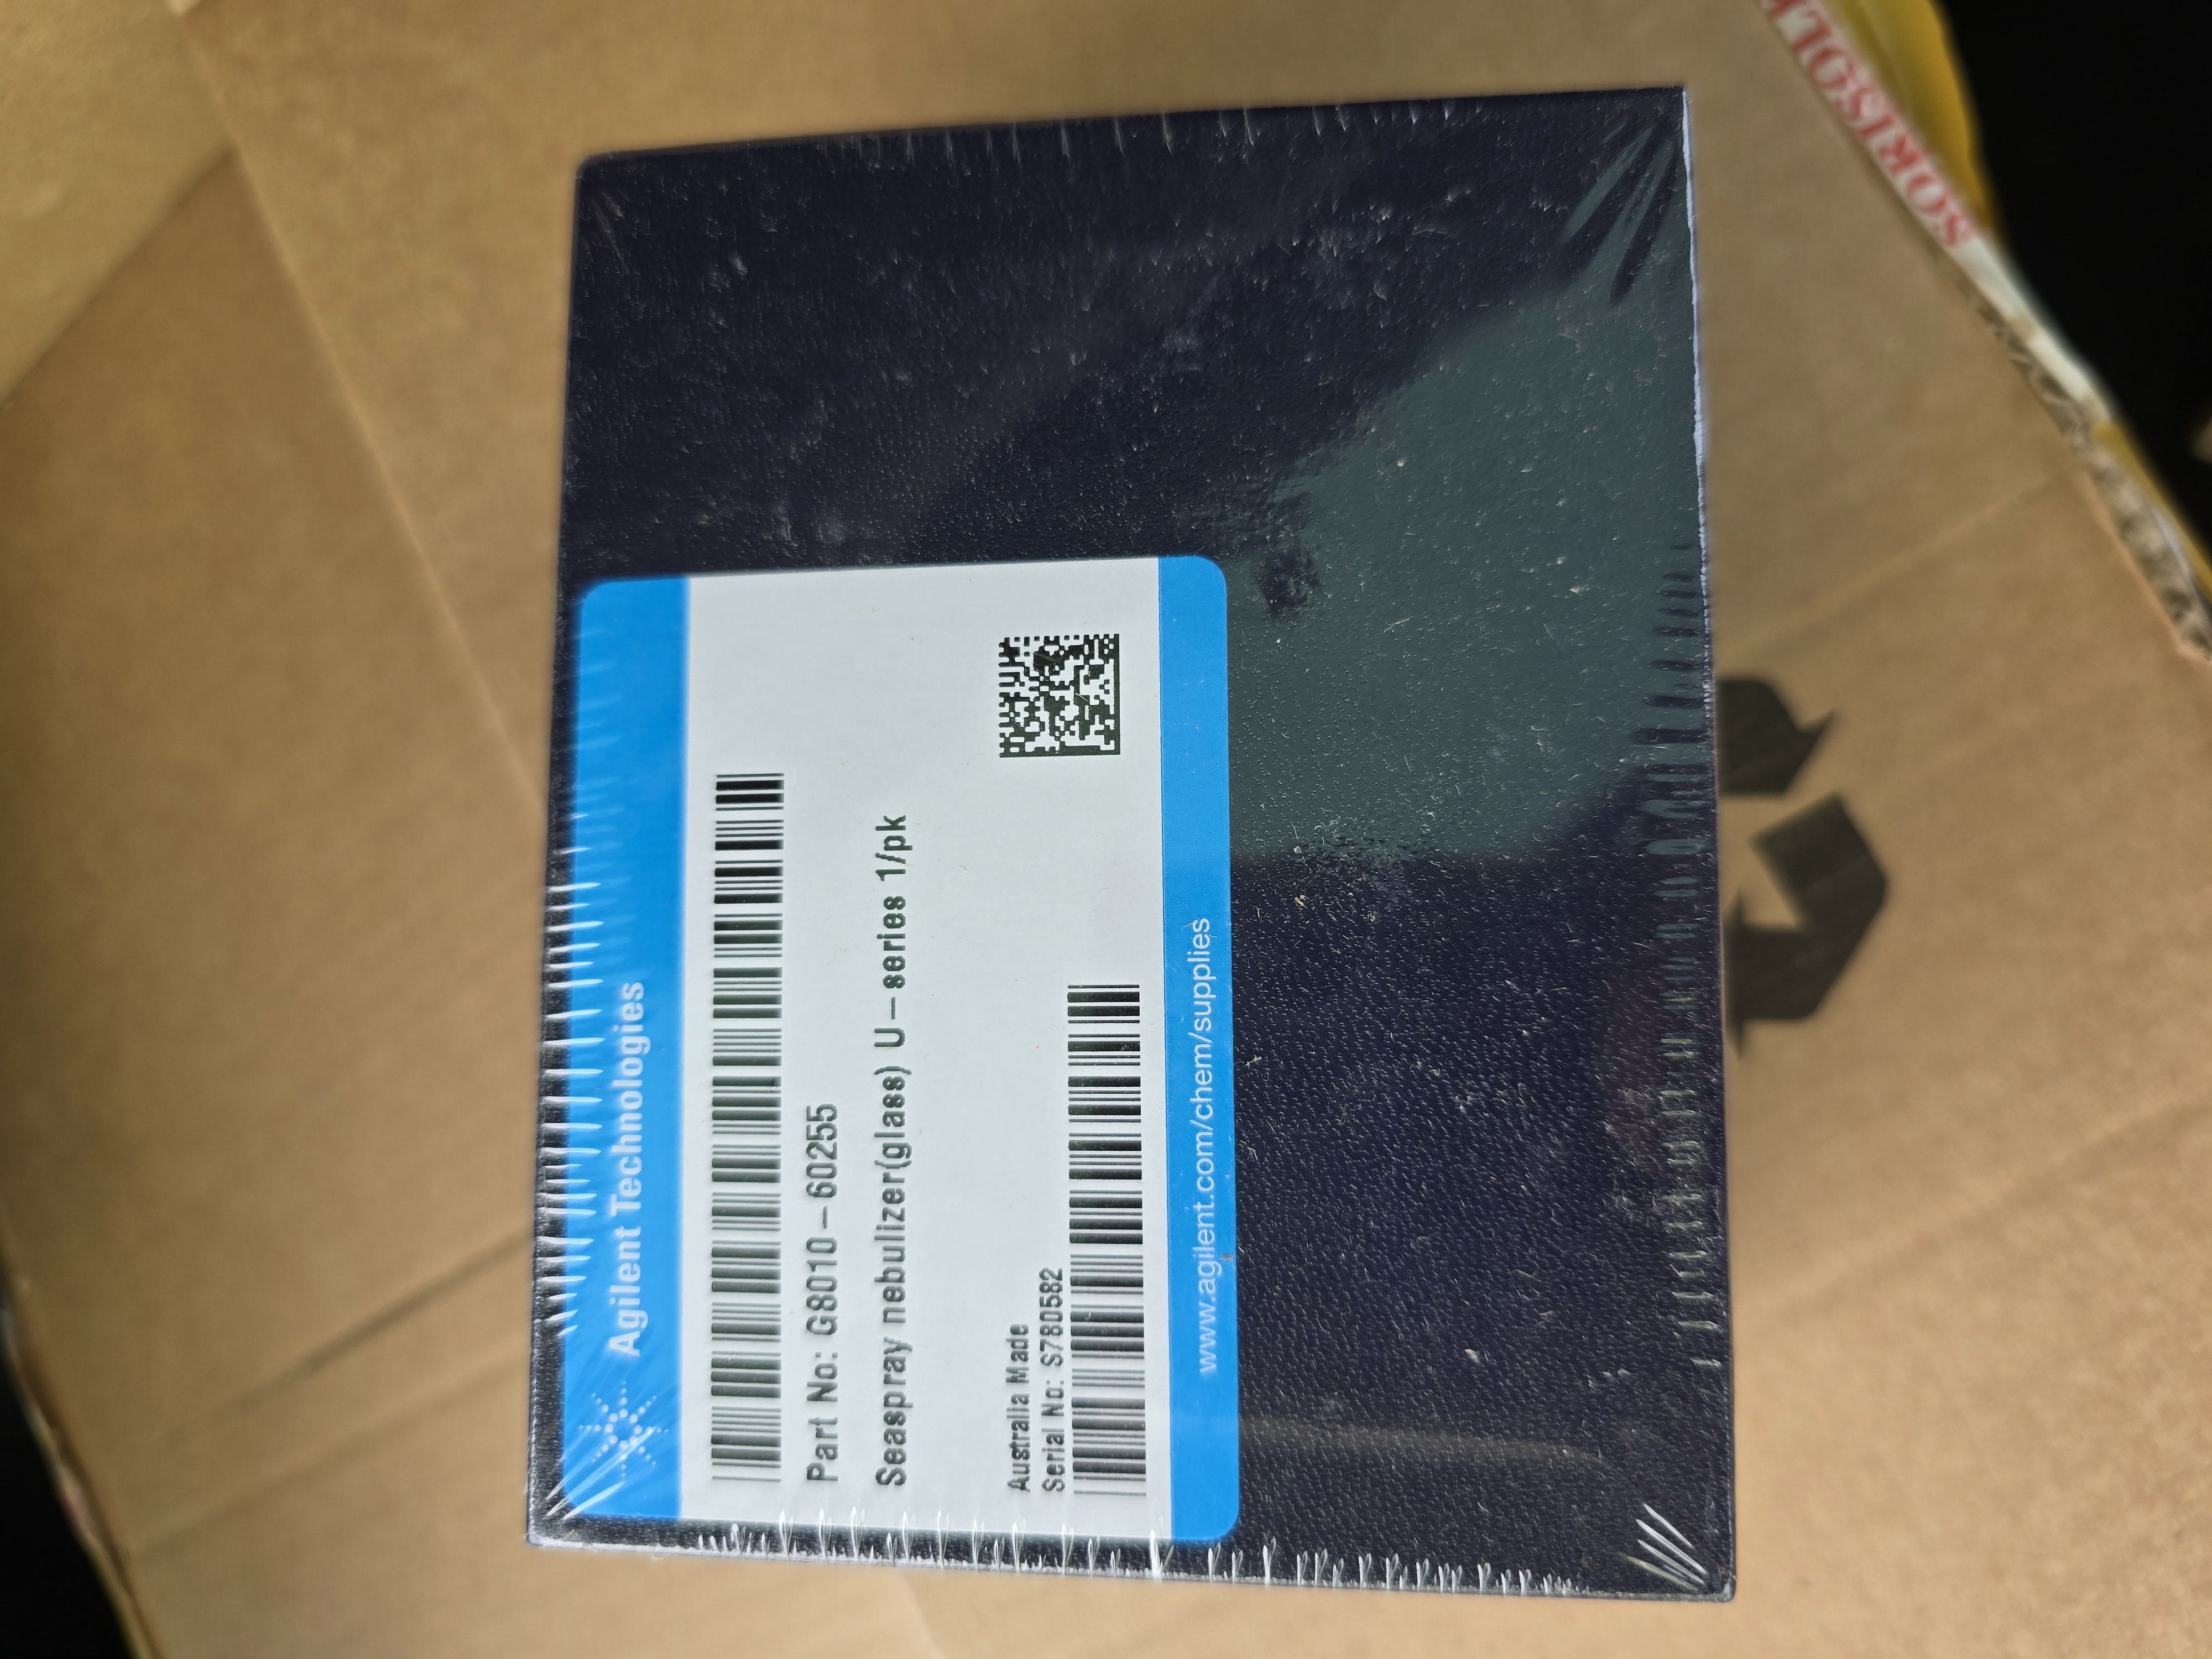 Agilent Technologies
Part No: G8010-60255
Seaspray nebulizer(glass) U-series 1/pk
Australia Made
Serial No: S780582
www.agilent.com/chem/supplies